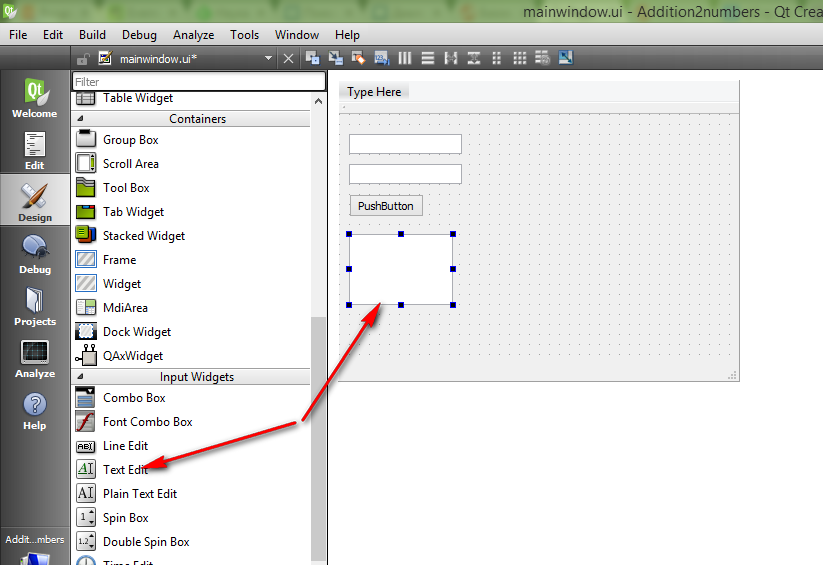 mainwindow.ui - Addition2numbers - Qt Crea
File Edit Build Debug Analyze Tools Window Help
mainwindow.ui*
Filter
Table Widget
Containers
Group Box
Scroll Area
Tool Box
Tab Widget
Stacked Widget
Frame
Widget
MdiArea
Dock Widget
QAxWidget
Input Widgets
Combo Box
Font Combo Box
Line Edit
Text Edit
Plain Text Edit
Spin Box
Double Spin Box
Time Edit
Welcome
Edit
Design
Debug
Projects
Analyze
Help
Addit...mbers
Type Here
PushButton